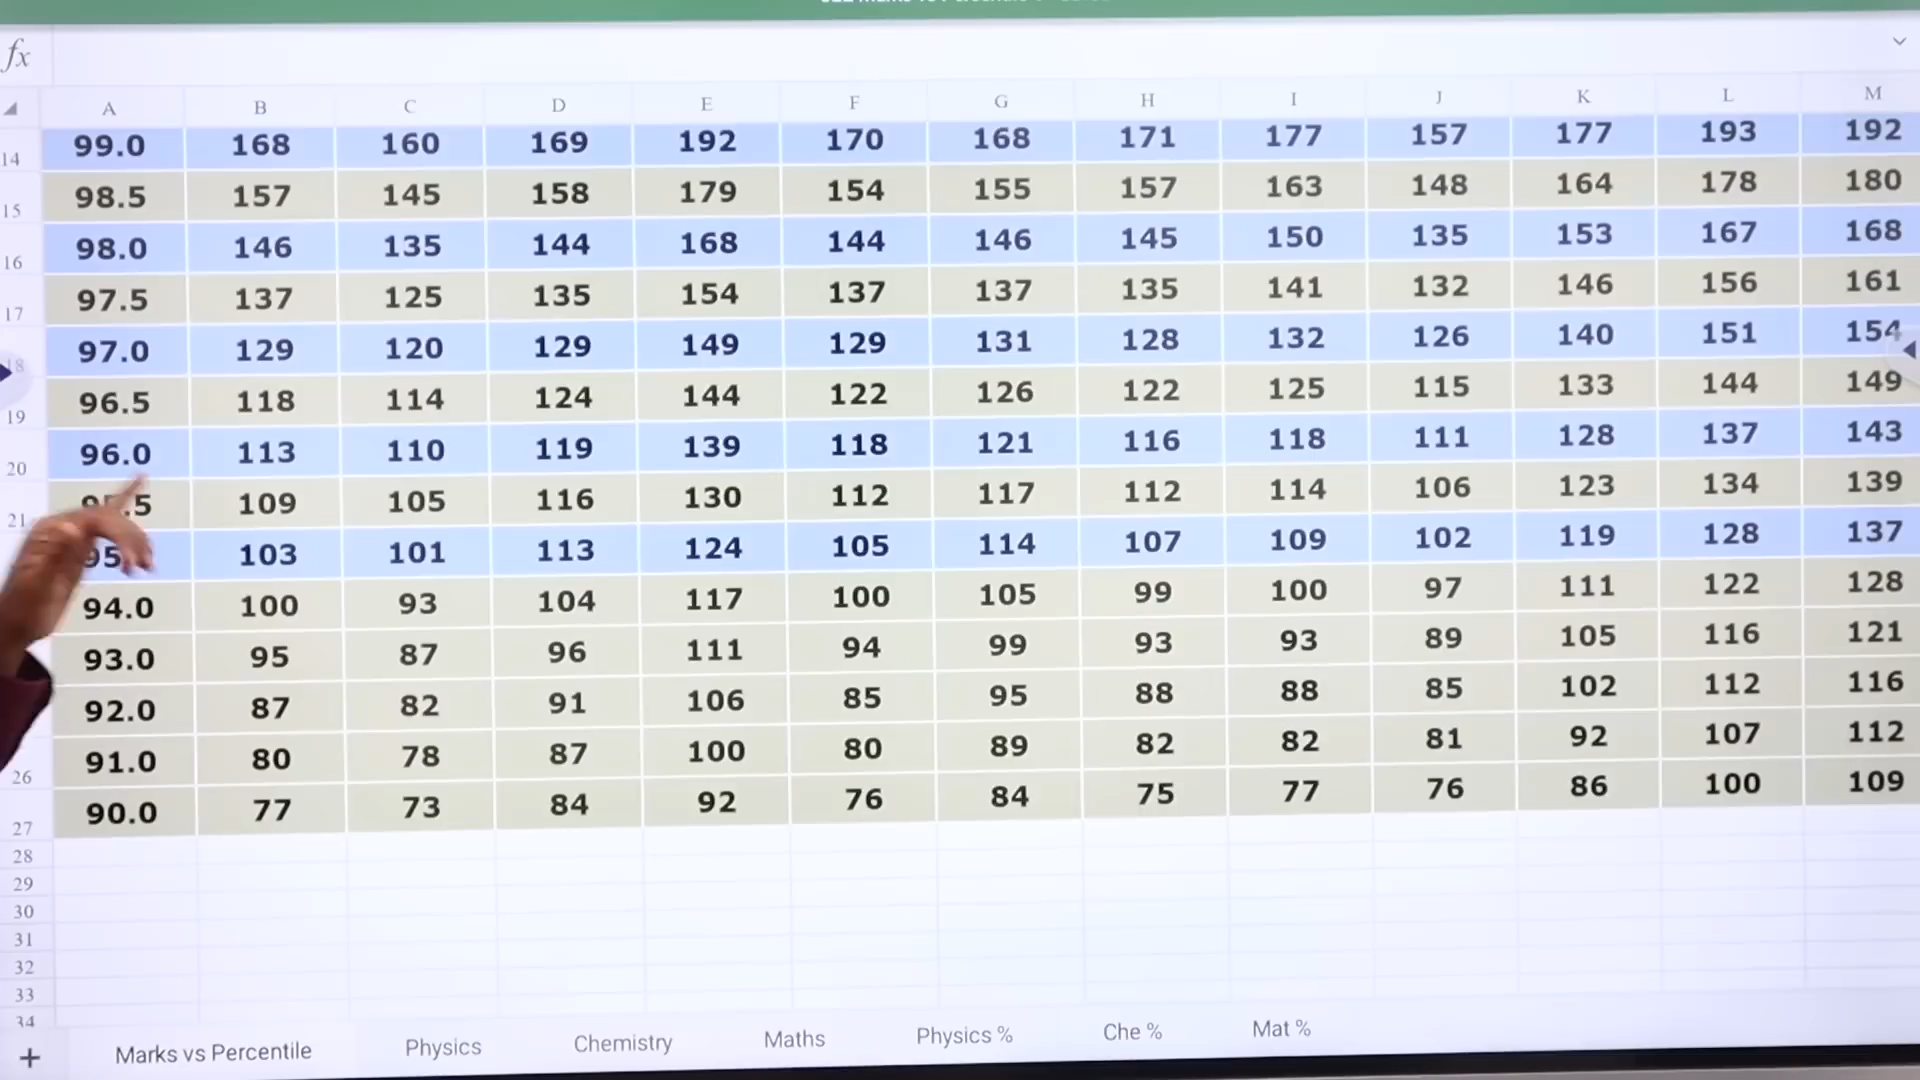 fx
A B C D E F G H I J K L M
14 99.0 168 160 169 192 170 168 171 177 157 177 193 192
15 98.5 157 145 158 179 154 155 157 163 148 164 178 180
16 98.0 146 135 144 168 144 146 145 150 135 153 167 168
17 97.5 137 125 135 154 137 137 135 141 132 146 156 161
18 97.0 129 120 129 149 129 131 128 132 126 140 151 154
19 96.5 118 114 124 144 122 126 122 125 115 133 144 149
20 96.0 113 110 119 139 118 121 116 118 111 128 137 143
21 109 105 116 130 112 117 112 114 106 123 134 139
103 101 113 124 105 114 107 109 102 119 128 137
94.0 100 93 104 117 100 105 99 100 97 111 122 128
93.0 95 87 96 111 94 99 93 93 89 105 116 121
92.0 87 82 91 106 85 95 88 88 85 102 112 116
26 91.0 80 78 87 100 80 89 82 82 81 92 107 112
27 90.0 77 73 84 92 76 84 75 77 76 86 100 109
28
29
30
31
32
33
34
+ Marks vs Percentile Physics Chemistry Maths Physics % Che % Mat %